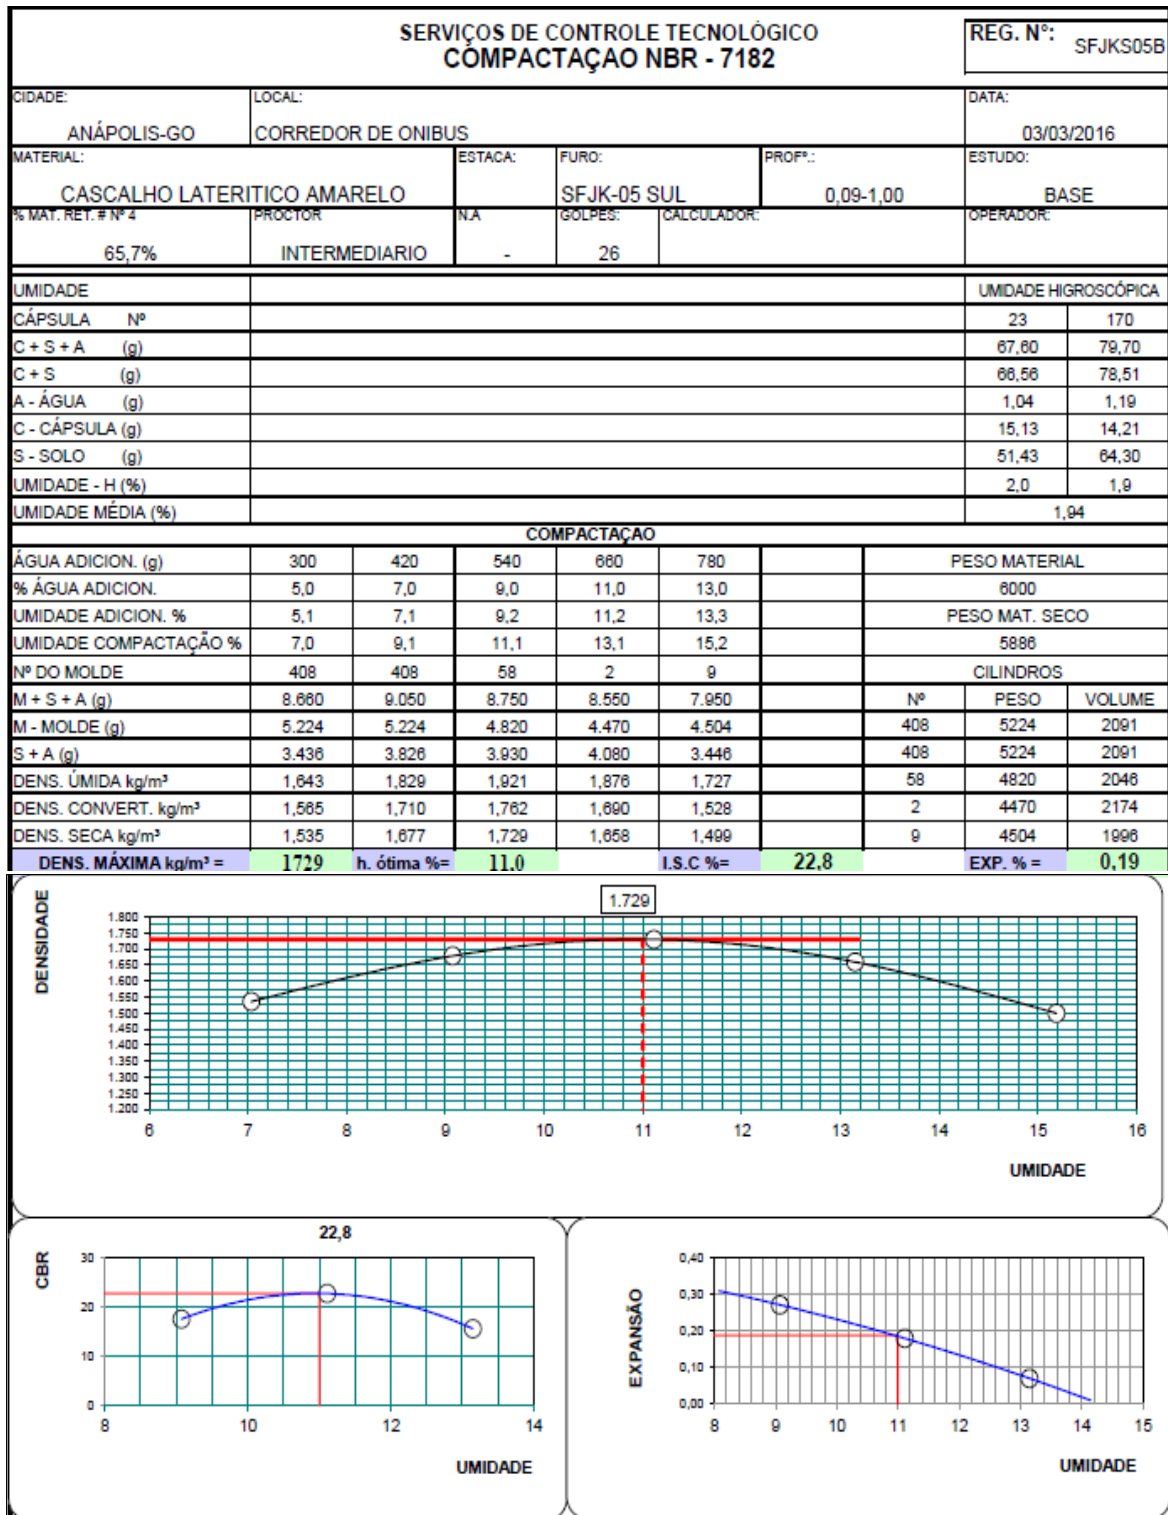 SERVIÇOS DE CONTROLE TECNOLÓGICO
COMPACTAÇAO NBR - 7182
REG. N°: SFJKS05B
CIDADE: LOCAL: DATA:
ANÁPOLIS-GO CORREDOR DE ONIBUS 03/03/2016
MATERIAL: ESTACA: FURO: PROFº.: ESTUDO:
CASCALHO LATERITICO AMARELO SFJK-05 SUL 0,09-1,00 BASE
% MAT. RET. # Nº 4 PROCTOR N.A GOLPES: CALCULADOR: OPERADOR:
65,7% INTERMEDIARIO - 26
UMIDADE UMIDADE HIGROSCÓPICA
CÁPSULA Nº 23 170
C + S + A (g) 67,60 79,70
C + S (g) 66,56 78,51
A - ÁGUA (g) 1,04 1,19
C - CÁPSULA (g) 15,13 14,21
S - SOLO (g) 51,43 64,30
UMIDADE - H (%) 2,0 1,9
UMIDADE MÉDIA (%) 1,94
COMPACTAÇAO
ÁGUA ADICION. (g) 300 420 540 660 780 PESO MATERIAL
% ÁGUA ADICION. 5,0 7,0 9,0 11,0 13,0 6000
UMIDADE ADICION. % 5,1 7,1 9,2 11,2 13,3 PESO MAT. SECO
UMIDADE COMPACTAÇÃO % 7,0 9,1 11,1 13,1 15,2 5886
Nº DO MOLDE 408 408 58 2 9 CILINDROS
M + S + A (g) 8.660 9.050 8.750 8.550 7.950 Nº PESO VOLUME
M - MOLDE (g) 5.224 5.224 4.820 4.470 4.504 408 5224 2091
S + A (g) 3.436 3.826 3.930 4.080 3.446 408 5224 2091
DENS. ÚMIDA kg/m³ 1,643 1,829 1,921 1,876 1,727 58 4820 2046
DENS. CONVERT. kg/m³ 1,565 1,710 1,762 1,690 1,528 2 4470 2174
DENS. SECA kg/m³ 1,535 1,677 1,729 1,658 1,499 9 4504 1996
DENS. MÁXIMA kg/m³ = 1729 h. ótima %= 11,0 I.S.C %= 22,8 EXP. % = 0,19
DENSIDADE
1.729
1.800
1.750
1.700
1.650
1.600
1.550
1.500
1.450
1.400
1.350
1.300
1.250
1.200
6 7 8 9 10 11 12 13 14 15 16
UMIDADE
CBR
22,8
30
20
10
0
8 10 12 14
UMIDADE
EXPANSÃO
0,40
0,30
0,20
0,10
0,00
8 9 10 11 12 13 14 15
UMIDADE